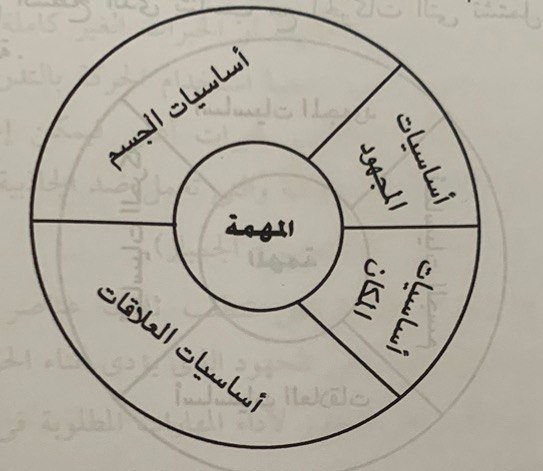 أساسيات الجسم
أساسيات
المجهود
المهمة
أساسيات
المكان
أساسيات العلاقات